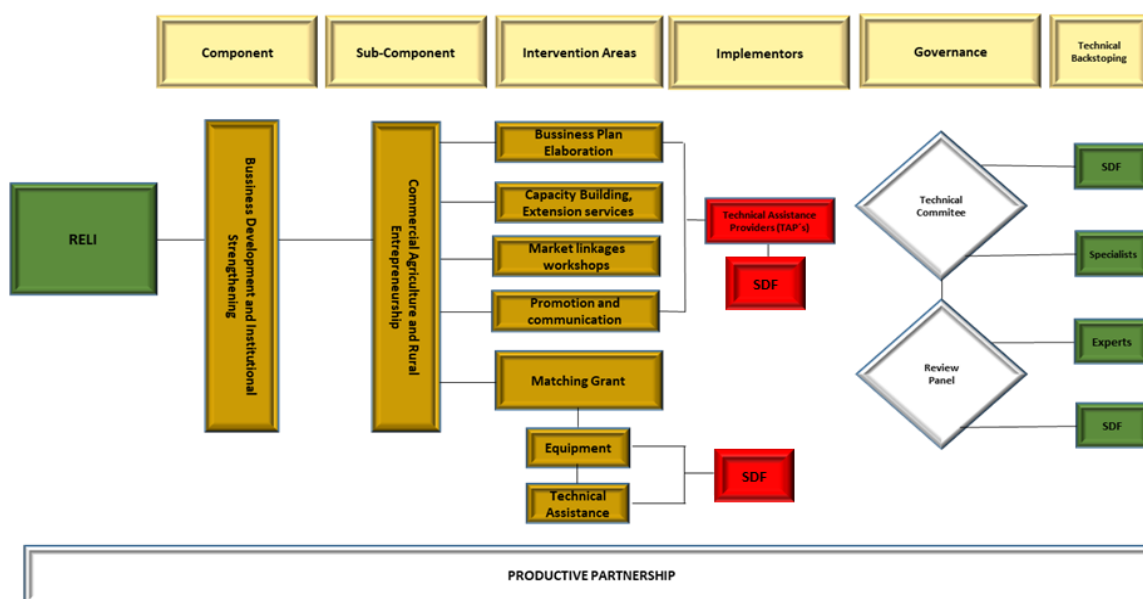 Component
Sub-Component
Intervention Areas
Implementors
Governance
Technical
Backstoping
RELI
Bussiness Development and Institutional
Strengthening
Commercial Agriculture and Rural
Entrepreneurship
Bussiness Plan
Elaboration
Capacity Building,
Extension services
Market linkages
workshops
Promotion and
communication
Matching Grant
Equipment
Technical
Assistance
Technical Assistance
Providers (TAP´s)
SDF
SDF
Technical
Commitee
Review
Panel
SDF
Specialists
Experts
SDF
PRODUCTIVE PARTNERSHIP